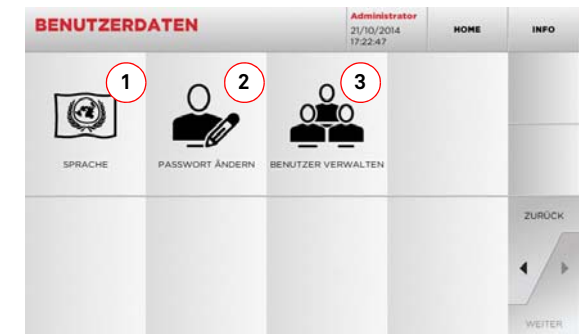 BENUTZERDATEN
Administrator
21/10/2014
17:22:47
HOME
INFO
1
2
3
SPRACHE
PASSWORT ÄNDERN
BENUTZER VERWALTEN
ZURÜCK
WEITER